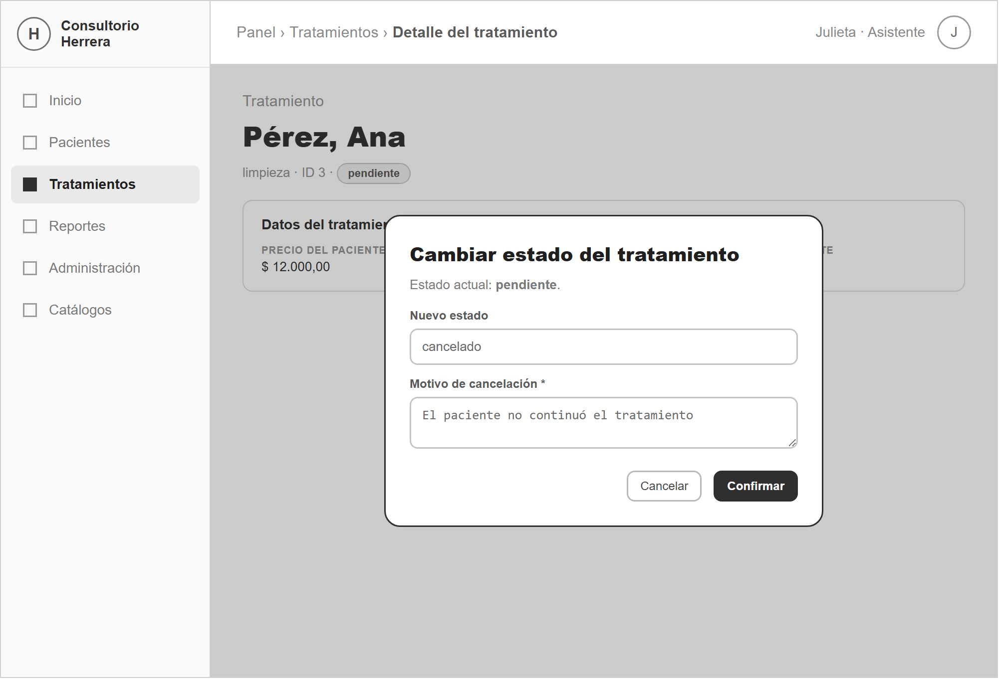 H
Consultorio
Herrera
Panel › Tratamientos › Detalle del tratamiento
Julieta · Asistente
J
Inicio
Pacientes
Tratamientos
Reportes
Administración
Catálogos
Tratamiento
Pérez, Ana
limpieza · ID 3 · pendiente
Datos del
PRECIO DEL PACIENTE
$ 12.000,00
Cambiar estado del tratamiento
Estado actual: pendiente.
Nuevo estado
cancelado
Motivo de cancelación *
El paciente no continuó el tratamiento
Cancelar
Confirmar